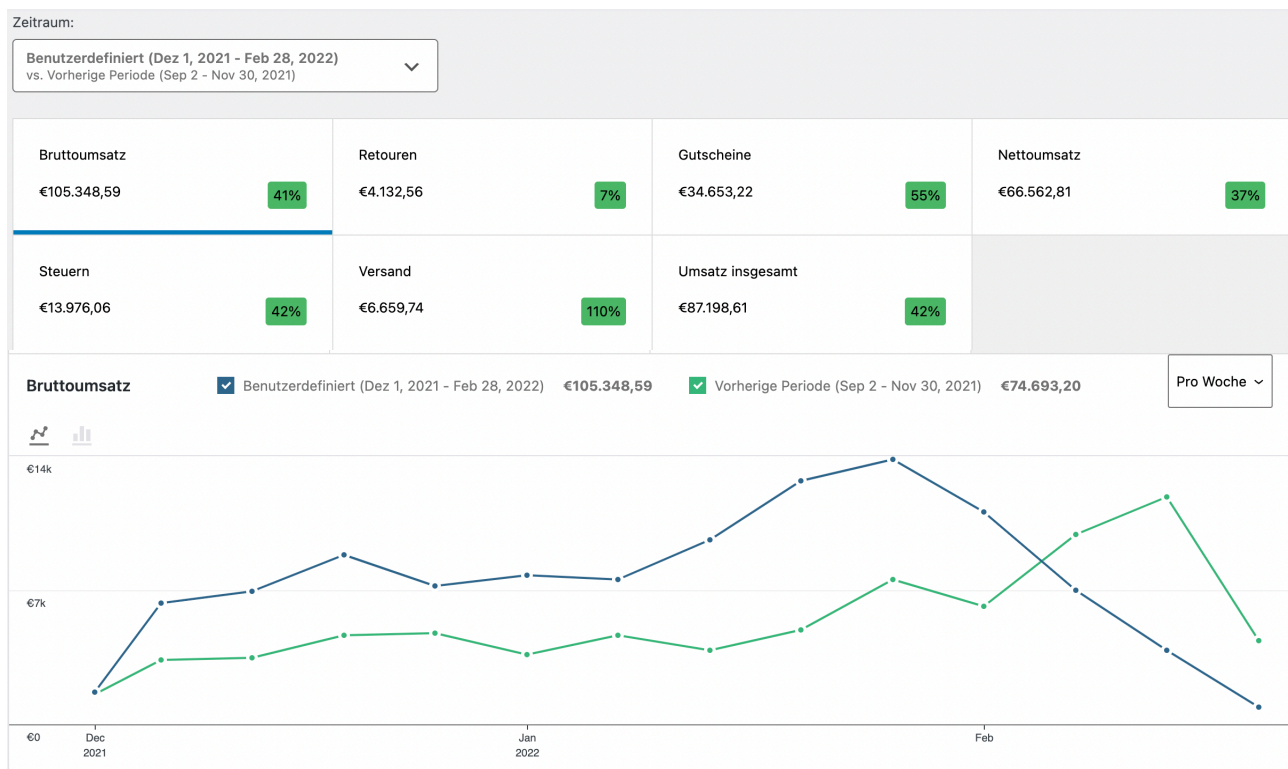 Zeitraum:
Benutzerdefiniert (Dez 1, 2021 - Feb 28, 2022)
vs. Vorherige Periode (Sep 2 - Nov 30, 2021)
Bruttoumsatz
€105.348,59
41%
Retouren
€4.132,56
7%
Gutscheine
€34.653,22
55%
Nettoumsatz
€66.562,81
37%
Steuern
€13.976,06
42%
Versand
€6.659,74
110%
Umsatz insgesamt
€87.198,61
42%
Bruttoumsatz
Benutzerdefiniert (Dez 1, 2021 - Feb 28, 2022) €105.348,59
Vorherige Periode (Sep 2 - Nov 30, 2021) €74.693,20
Pro Woche
€14k
€7k
€0
Dec
2021
Jan
2022
Feb